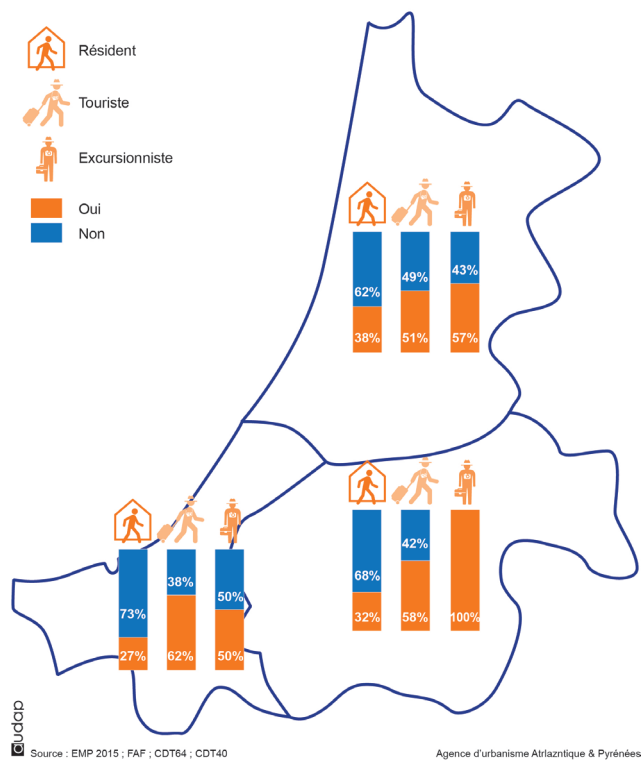 Résident
Touriste
Excursionniste
Oui
Non
62% 49% 43%
38% 51% 57%
68% 42%
32% 58% 100%
73% 38% 50%
27% 62% 50%
audap
Source : EMP 2015 ; FAF ; CDT64 ; CDT40
Agence d'urbanisme Atrlazntique & Pyrénées